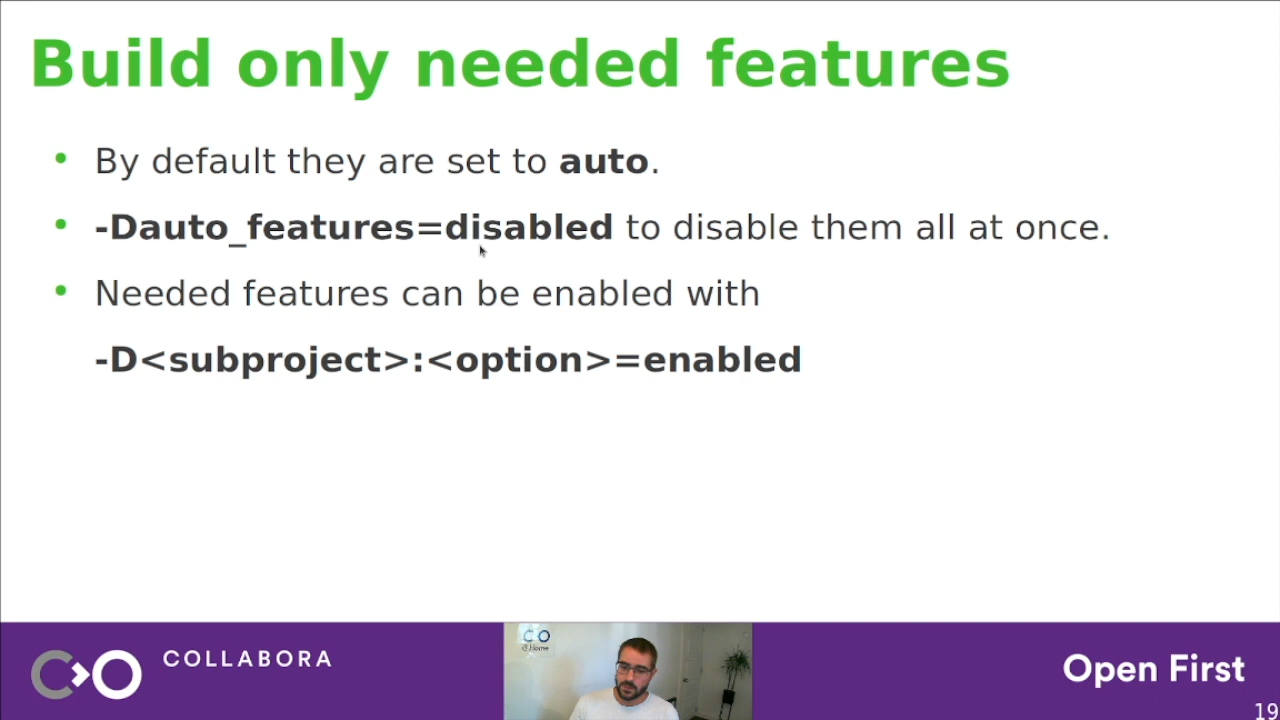 Build only needed features
• By default they are set to auto.
• -Dauto_features=disabled to disable them all at once.
• Needed features can be enabled with
-D<subproject>:<option>=enabled
COLLABORA
@Home
Open First
19